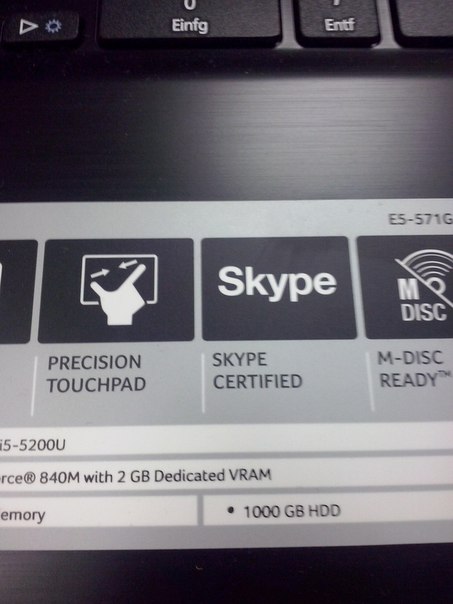 0
Einfg
Entf
E5-571G
Skype
M DISC
PRECISION
TOUCHPAD
SKYPE
CERTIFIED
M-DISC
READY™
i5-5200U
rce® 840M with 2 GB Dedicated VRAM
emory
• 1000 GB HDD